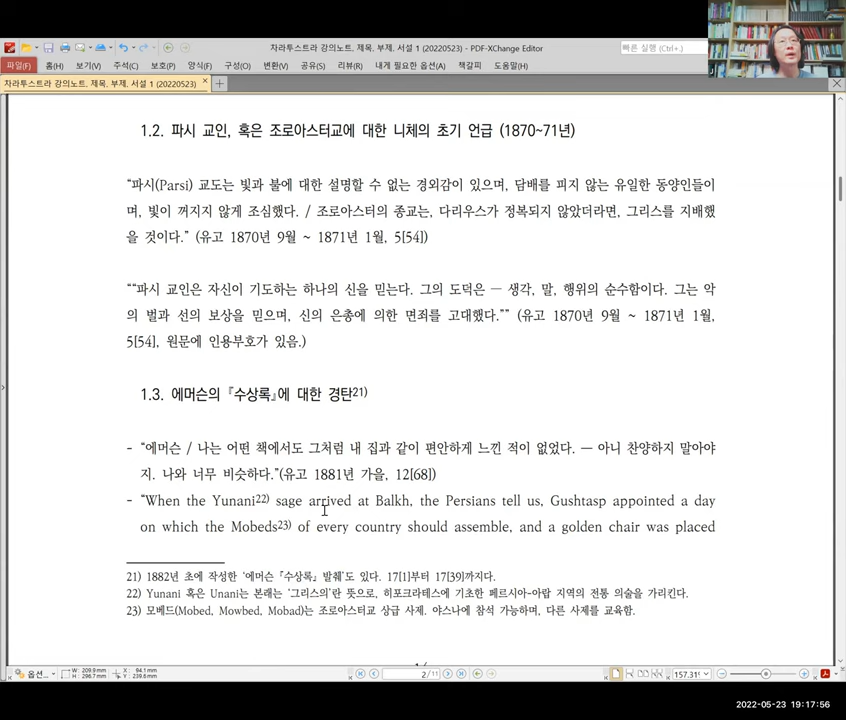 자라투스트라 강의노트, 제목, 부제, 서설 1 (20220523) - PDF-XChange Editor
빠른 실행 (Ctrl+.)
파일(F) 홈(H) 보기(V) 주석(C) 보호(P) 양식(F) 구성(O) 변환(V) 공유(S) 리뷰(R) 내게 필요한 옵션(A) 책갈피 도움말(H)
자라투스트라 강의노트, 제목, 부제, 서설 1 (20220523)
1.2. 파시 교인, 혹은 조로아스터교에 대한 니체의 초기 언급 (1870~71년)
“파시(Parsi) 교도는 빛과 불에 대한 설명할 수 없는 경외감이 있으며, 담배를 피지 않는 유일한 동양인들이
며, 빛이 꺼지지 않게 조심했다. / 조로아스터의 종교는, 다리우스가 정복되지 않았더라면, 그리스를 지배했
을 것이다.” (유고 1870년 9월 ~ 1871년 1월, 5[54])
““파시 교인은 자신이 기도하는 하나의 신을 믿는다. 그의 도덕은 — 생각, 말, 행위의 순수함이다. 그는 악
의 벌과 선의 보상을 믿으며, 신의 은총에 의한 면죄를 고대했다.”” (유고 1870년 9월 ~ 1871년 1월,
5[54], 원문에 인용부호가 있음.)
1.3. 에머슨의 『수상록』에 대한 경탄21)
- “에머슨 / 나는 어떤 책에서도 그처럼 내 집과 같이 편안하게 느낀 적이 없었다. — 아니 찬양하지 말아야
지. 나와 너무 비슷하다.”(유고 1881년 가을, 12[68])
- “When the Yunani22) sage arrived at Balkh, the Persians tell us, Gushtasp appointed a day
on which the Mobeds23) of every country should assemble, and a golden chair was placed
21) 1882년 초에 작성한 ‘에머슨 『수상록』 발췌’도 있다. 17[1]부터 17[39]까지다.
22) Yunani 혹은 Unani는 본래는 ‘그리스의’란 뜻으로, 히포크라테스에 기초한 페르시아-아랍 지역의 전통 의술을 가리킨다.
23) 모베드(Mobed, Mowbed, Mobad)는 조로아스터교 상급 사제. 야스나에 참석 가능하며, 다른 사제를 교육함.
옵션... W: 209.9mm H: 296.7mm X: 94.1mm Y: 239.6mm 2/11 157.31%
2022-05-23 19:17:56